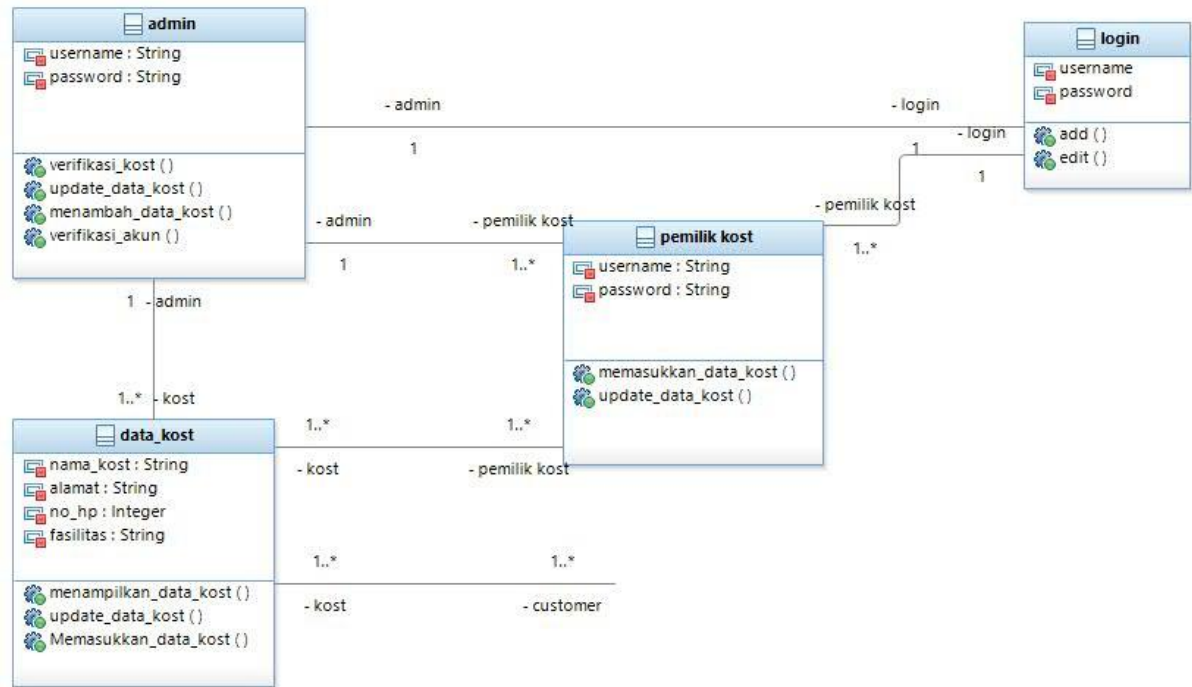 admin
username : String
password : String
verifikasi_kost ( )
update_data_kost ( )
menambah_data_kost ( )
verifikasi_akun ( )
- admin
1
- login
1
- login
1
login
username
password
add ( )
edit ( )
- admin
1
- pemilik kost
1..*
- pemilik kost
1..*
pemilik kost
username : String
password : String
memasukkan_data_kost ( )
update_data_kost ( )
1 - admin
1..* - kost
data_kost
nama_kost : String
alamat : String
no_hp : Integer
fasilitas : String
menampilkan_data_kost ( )
update_data_kost ( )
Memasukkan_data_kost ( )
1..*
- kost
1..*
- pemilik kost
1..*
- kost
1..*
- customer